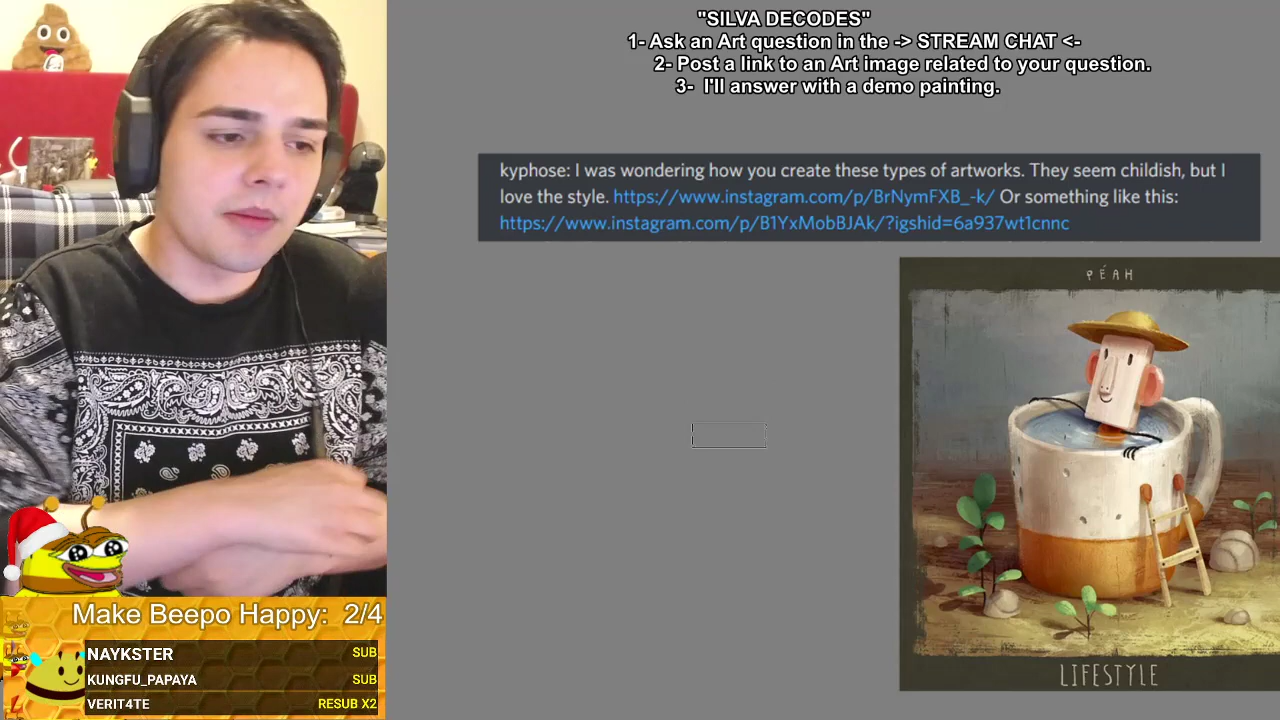 "SILVA DECODES"
1- Ask an Art question in the -> STREAM CHAT <-
2- Post a link to an Art image related to your question.
3- I'll answer with a demo painting.
kyphose: I was wondering how you create these types of artworks. They seem childish, but I
love the style. https://www.instagram.com/p/BrNymFXB_-k/ Or something like this:
https://www.instagram.com/p/B1YxMobBJAk/?igshid=6a937wt1cnnc
PÉAH
LIFESTYLE
Make Beepo Happy: 2/4
NAYKSTER SUB
KUNGFU_PAPAYA SUB
VERIT4TE RESUB X2